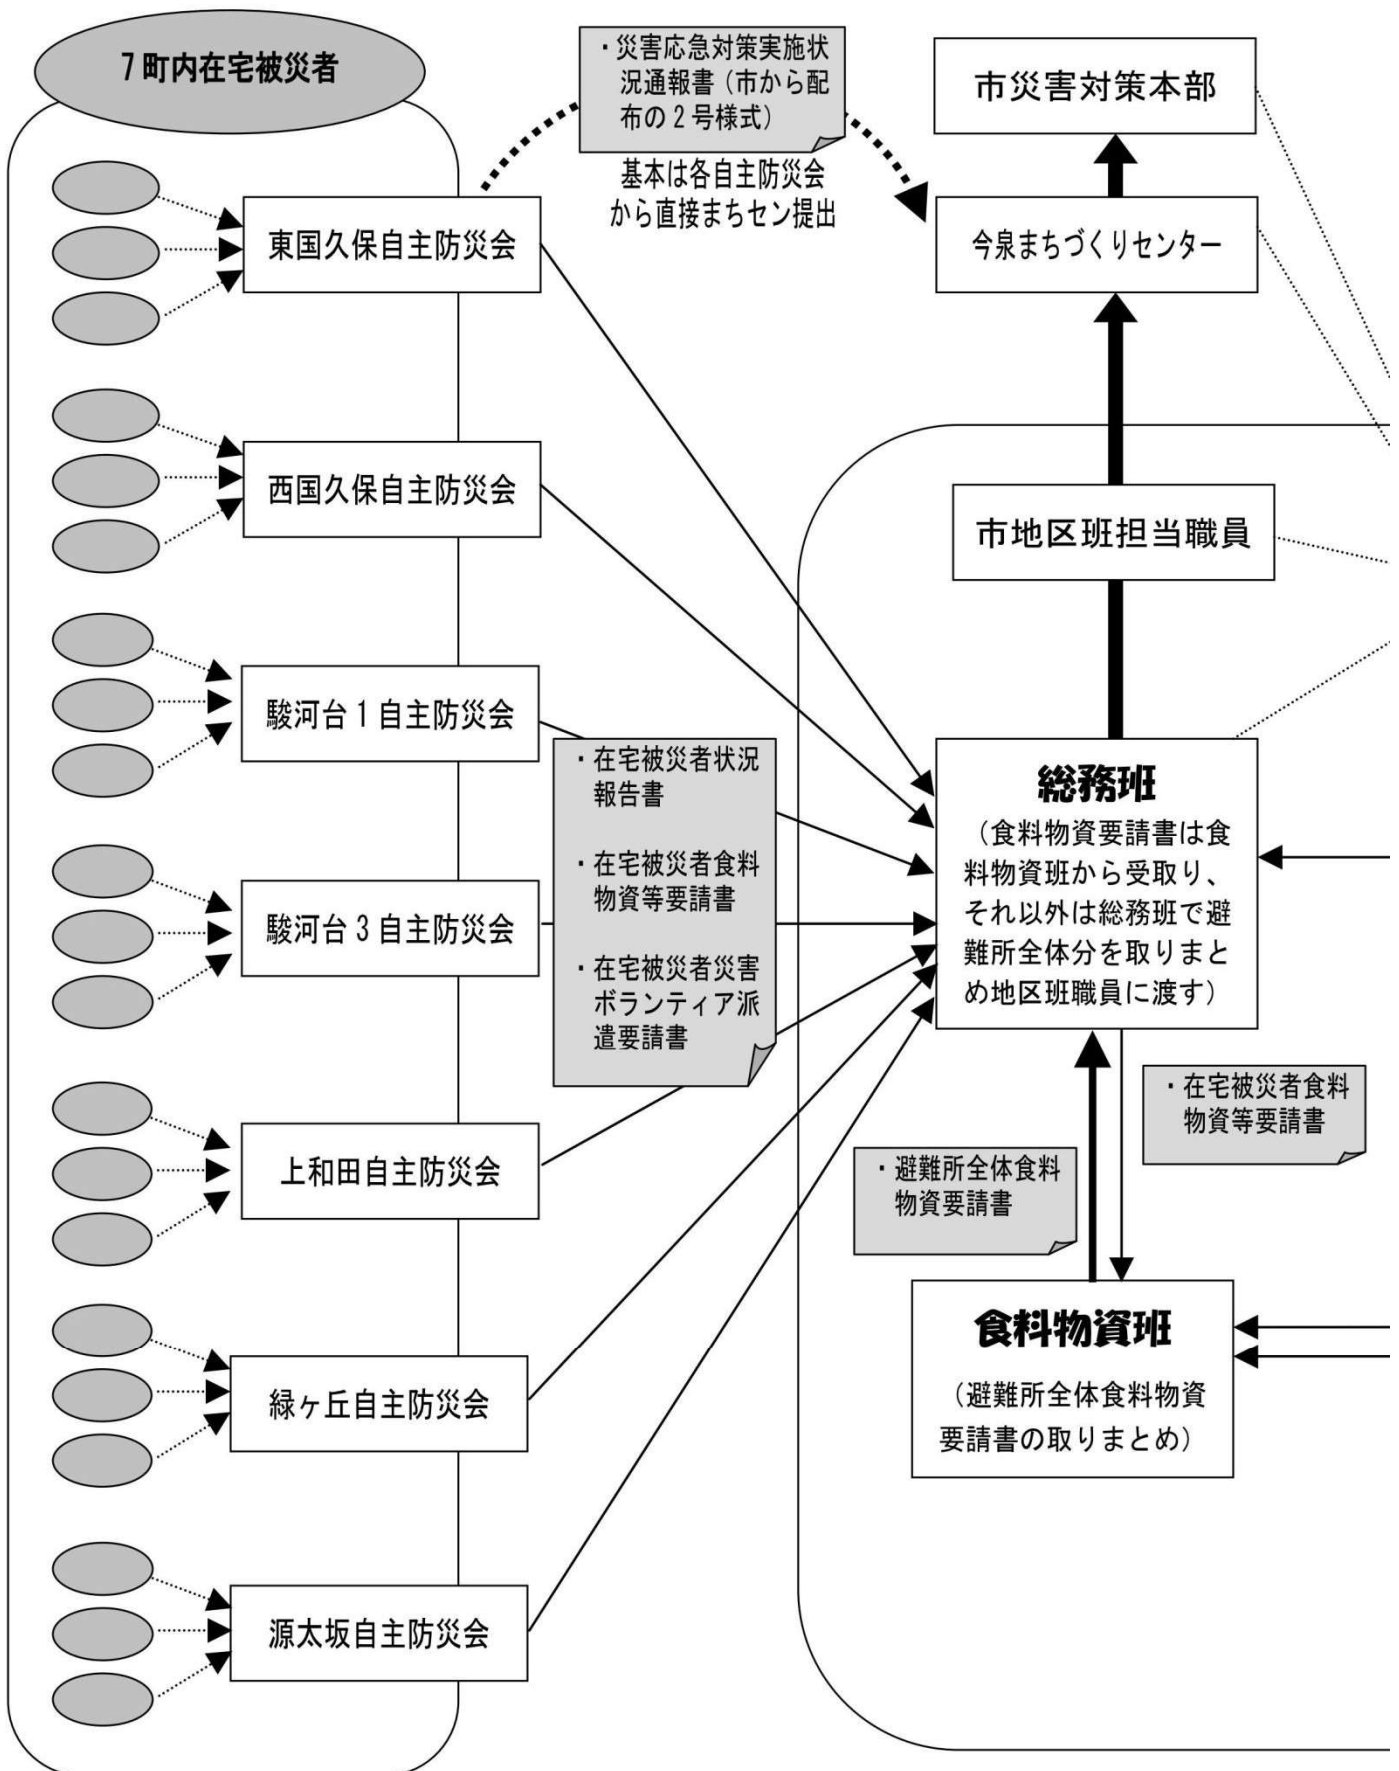 7町内在宅被災者
・災害応急対策実施状
況通報書（市から配
布の2号様式）
基本は各自主防災会
から直接まちセン提出
市災害対策本部
今泉まちづくりセンター
東国久保自主防災会
西国久保自主防災会
駿河台1自主防災会
駿河台3自主防災会
上和田自主防災会
緑ヶ丘自主防災会
源太坂自主防災会
・在宅被災者状況
報告書
・在宅被災者食料
物資等要請書
・在宅被災者災害
ボランティア派
遣要請書
市地区班担当職員
総務班
（食料物資要請書は食
料物資班から受取り、
それ以外は総務班で避
難所全体分を取りまと
め地区班職員に渡す）
・在宅被災者食料
物資等要請書
・避難所全体食料
物資要請書
食料物資班
（避難所全体食料物資
要請書の取りまとめ）